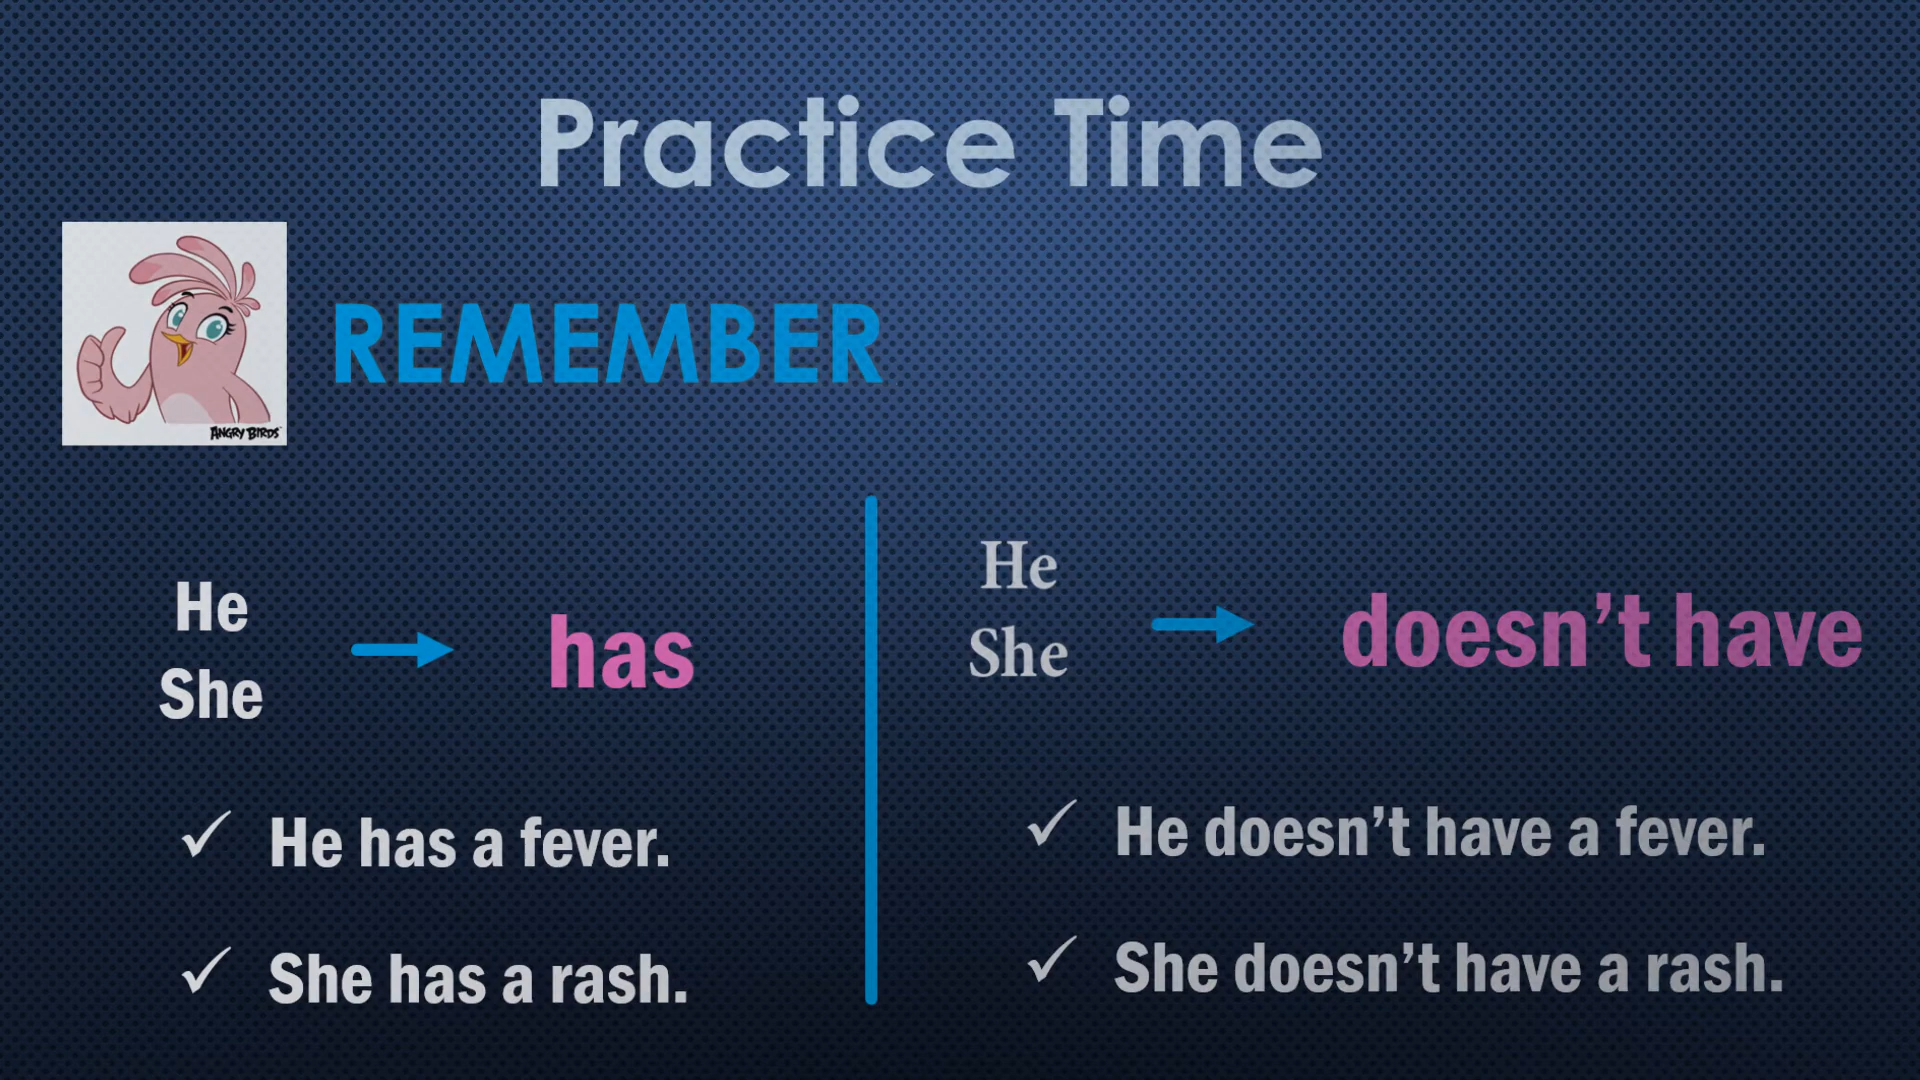 Practice Time
ANGRY BIRDS
REMEMBER
He
She
has
He has a fever.
She has a rash.
He
She
doesn't have
He doesn't have a fever.
She doesn't have a rash.